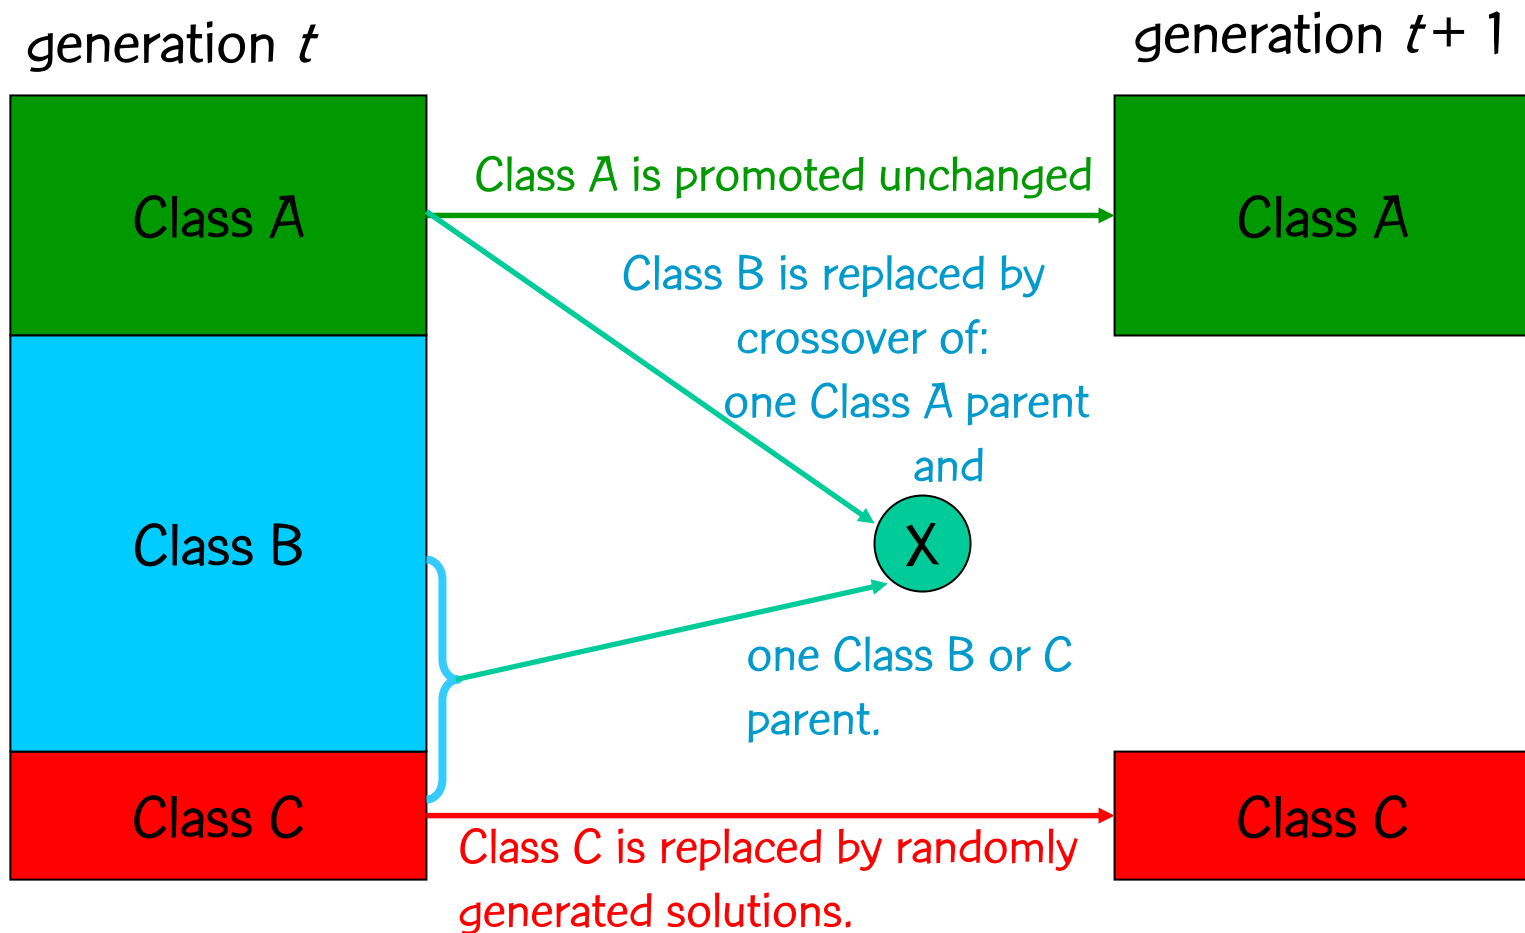 generation t
generation t + 1
Class A
Class A is promoted unchanged
Class A
Class B is replaced by
crossover of:
one Class A parent
and
Class B
X
one Class B or C
parent.
Class C
Class C
Class C is replaced by randomly
generated solutions.